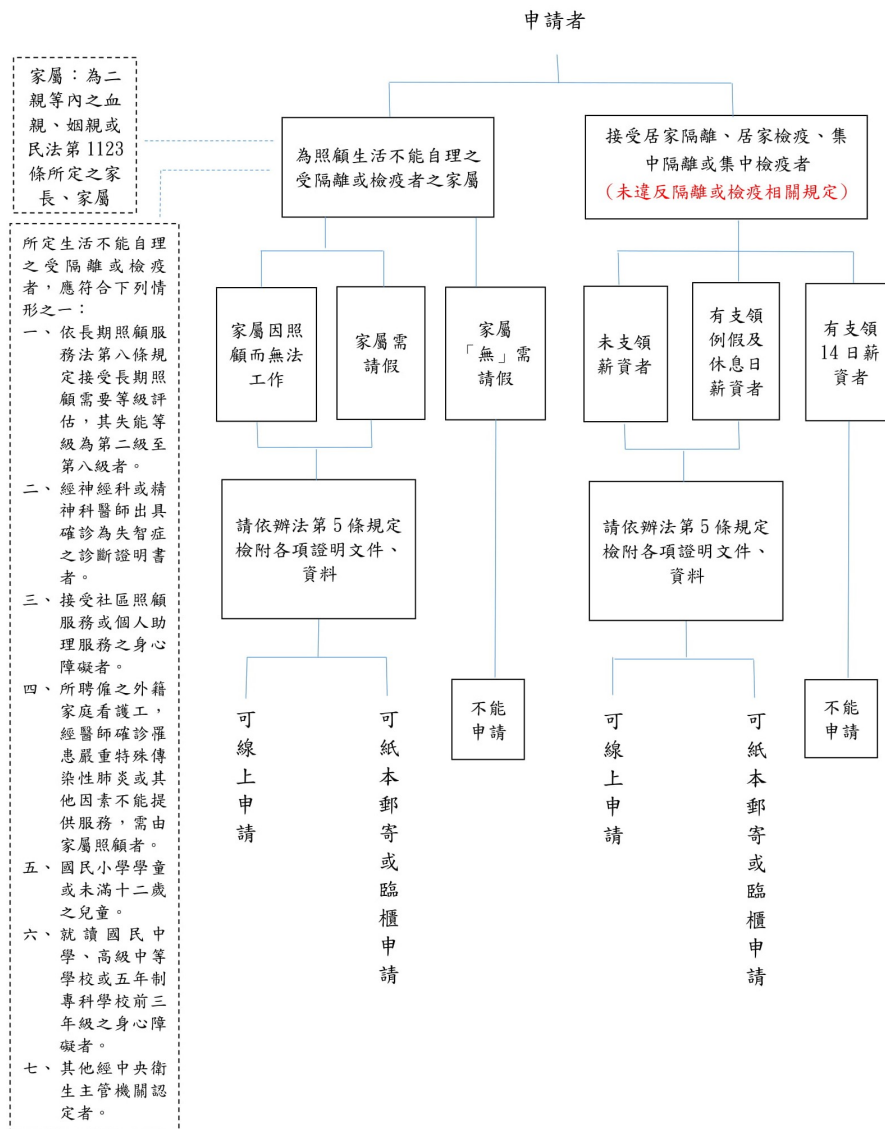 申請者
家屬：為二
親等內之血
親、姻親或
民法第1123
條所定之家
長、家屬
為照顧生活不能自理之
受隔離或檢疫者之家屬
接受居家隔離、居家檢疫、集
中隔離或集中檢疫者
(未違反隔離或檢疫相關規定)
所定生活不能自理
之受隔離或檢疫
者，應符合下列情
形之一：
一、依長期照顧服
務法第八條規
定接受長期照
顧需要等級評
估，其失能等
級為第二級至
第八級者。
二、經神經科或精
神科醫師出具
確診為失智症
之診斷證明書
者。
三、接受社區照顧
服務或個人助
理服務之身心
障礙者。
四、所聘僱之外籍
家庭看護工，
經醫師確診罹
患嚴重特殊傳
染性肺炎或其
他因素不能提
供服務，需由
家屬照顧者。
五、國民小學學童
或未滿十二歲
之兒童。
六、就讀國民中
學、高級中等
學校或五年制
專科學校前三
年級之身心障
礙者。
七、其他經中央衛
生主管機關認
定者。
家屬因照
顧而無法
工作
家屬需
請假
家屬
「無」需
請假
未支領
薪資者
有支領
例假及
休息日
薪資者
有支領
14日薪
資者
請依辦法第5條規定
檢附各項證明文件、
資料
請依辦法第5條規定
檢附各項證明文件、
資料
可線上申請
可紙本郵寄或臨櫃申請
不能
申請
可線上申請
可紙本郵寄或臨櫃申請
不能
申請